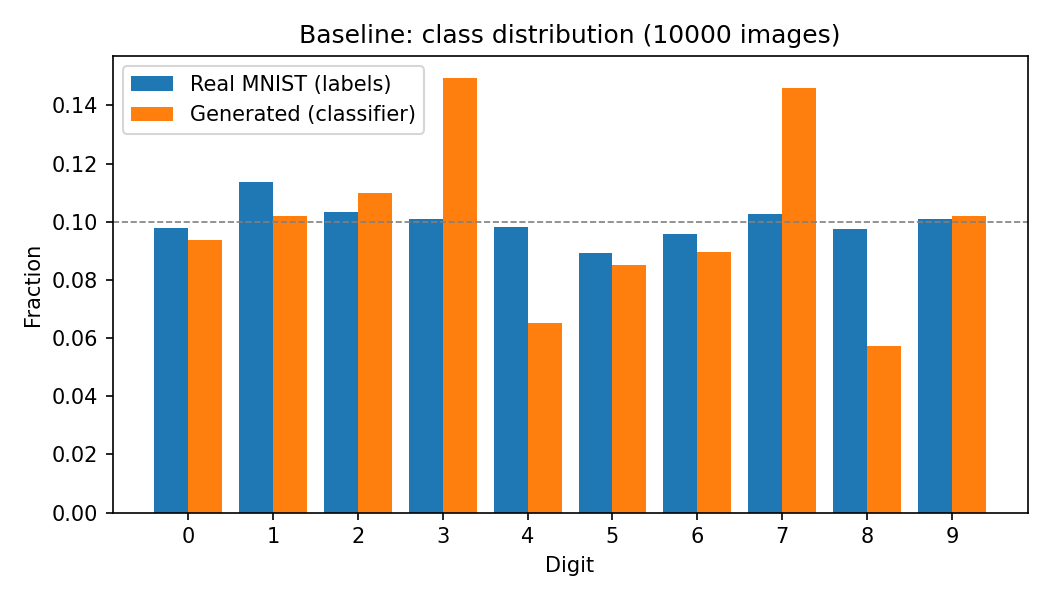 Baseline: class distribution (10000 images)
Real MNIST (labels)
Generated (classifier)
0.14
0.12
0.10
0.08
0.06
0.04
0.02
0.00
Fraction
0 1 2 3 4 5 6 7 8 9
Digit